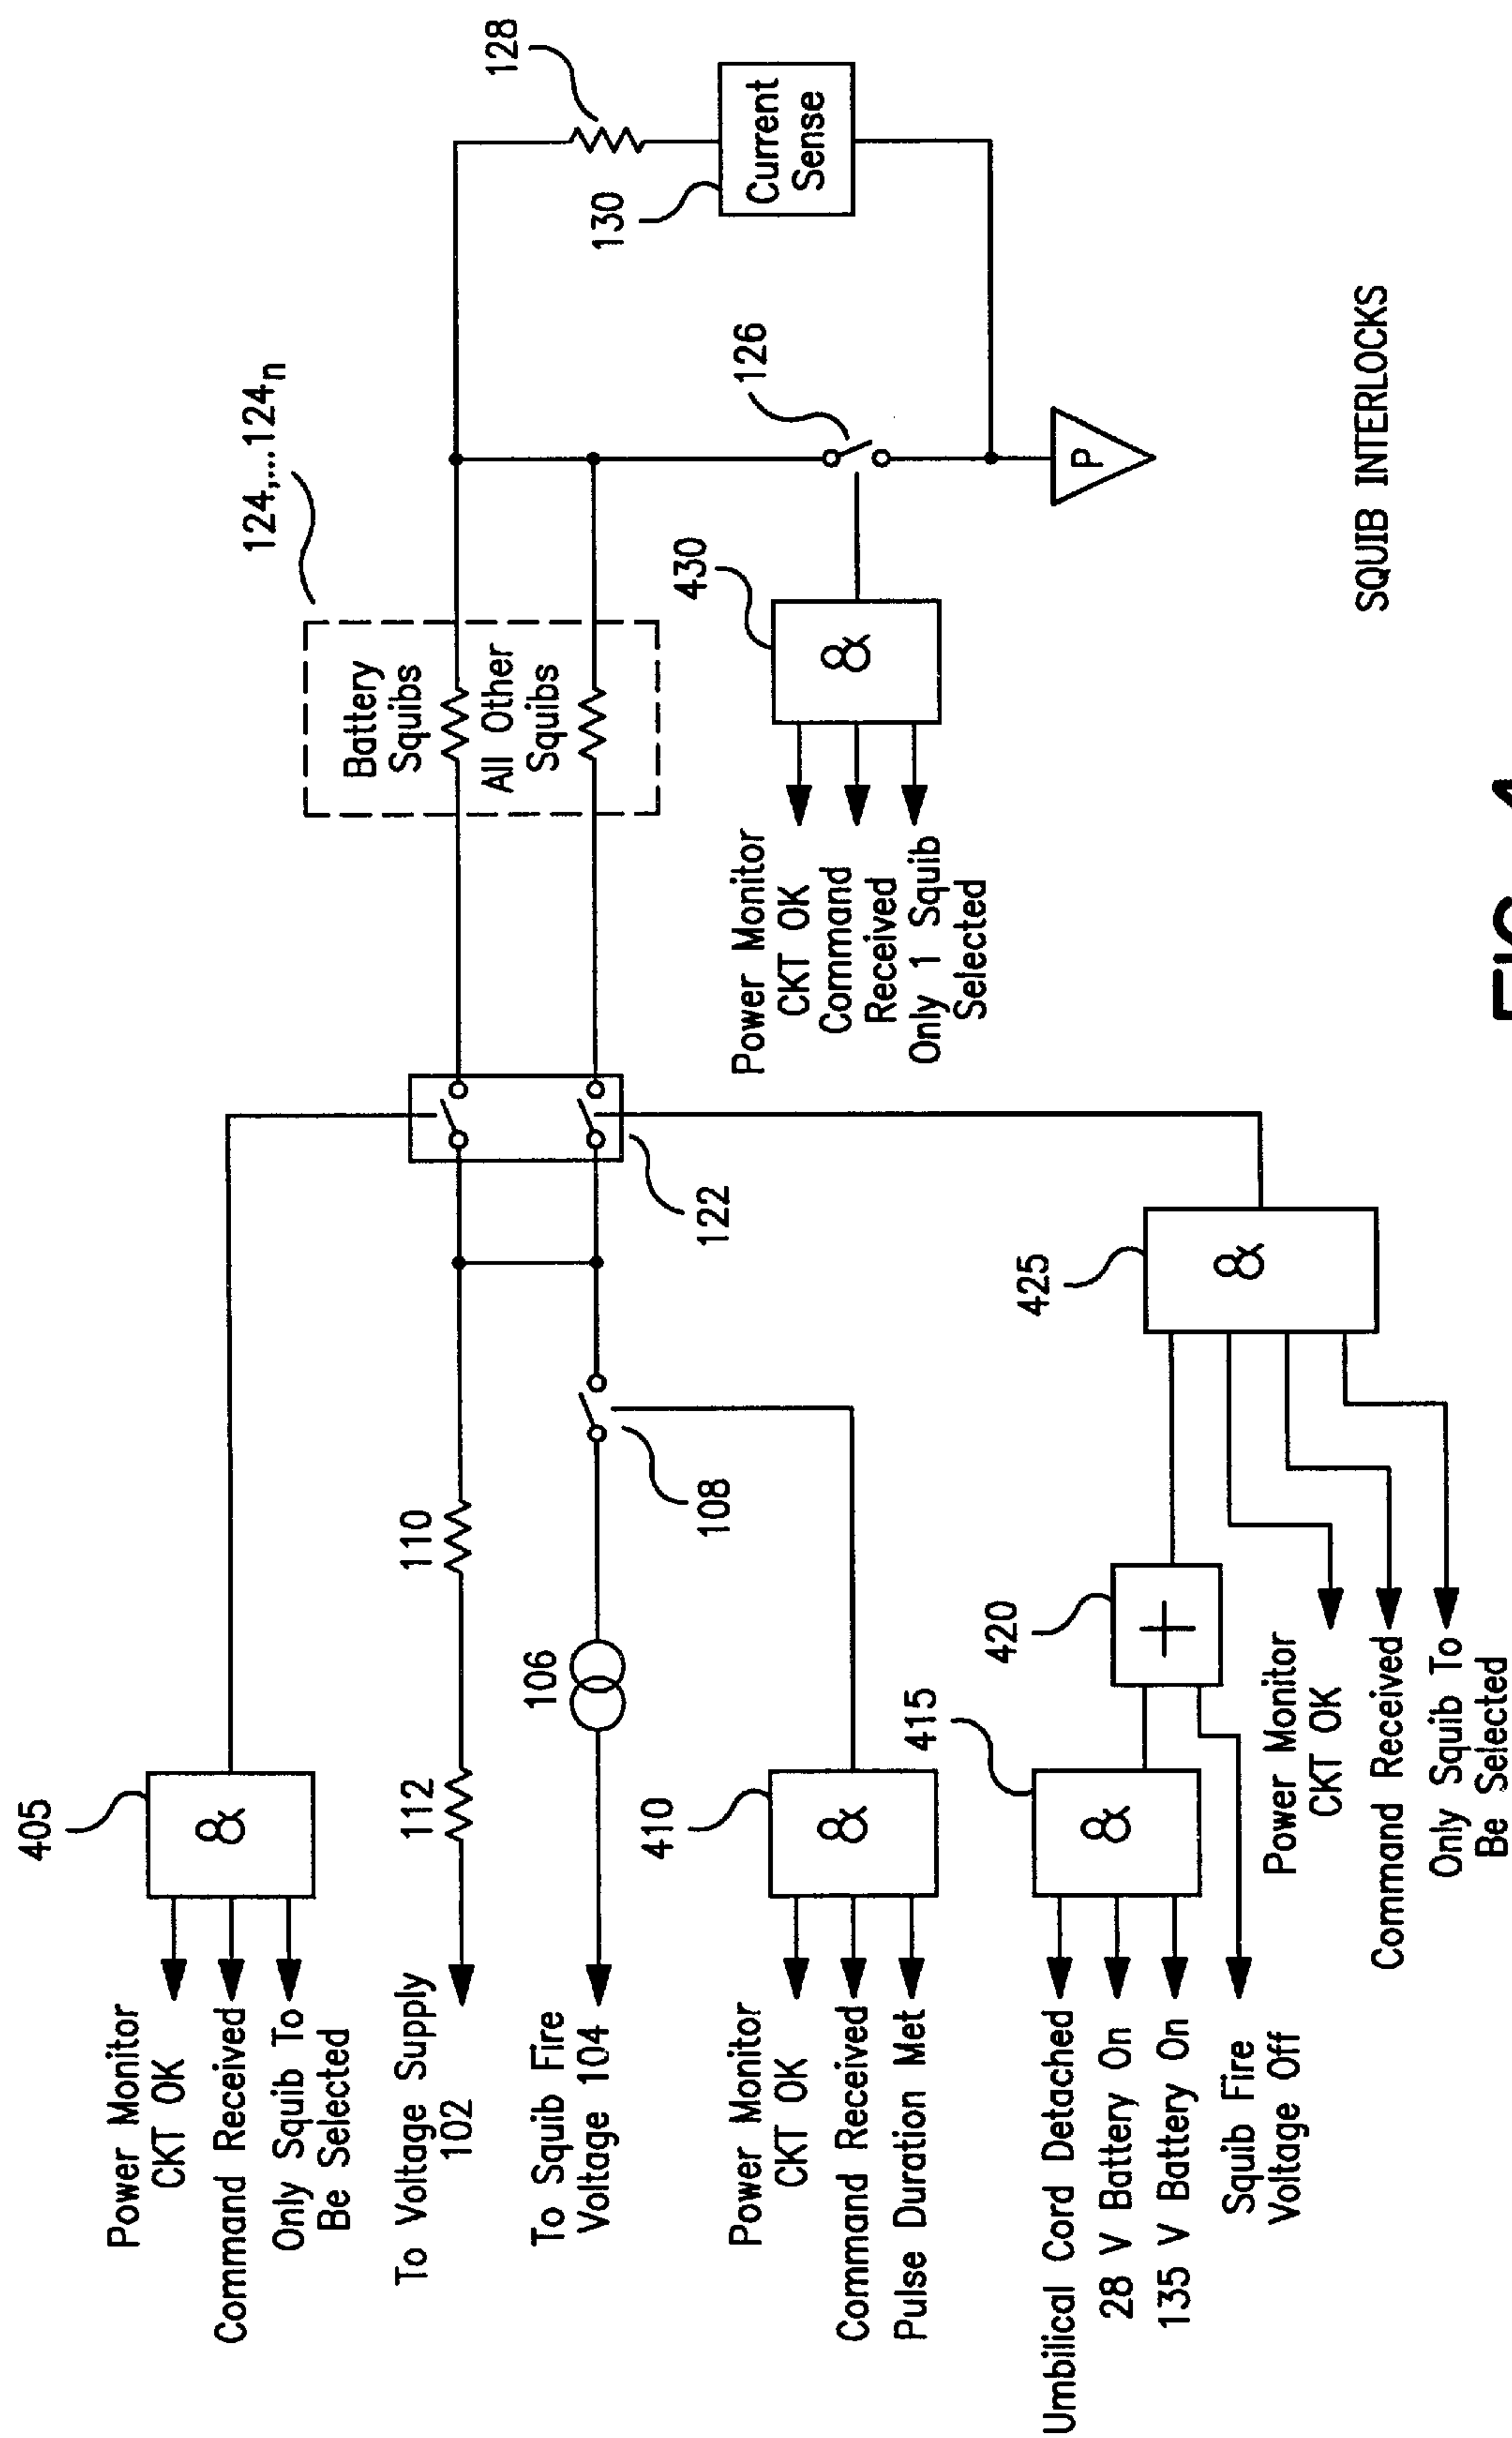 405
Power Monitor
CKT OK
Command Received
Only Squib To
Be Selected
&
To Voltage Supply
102
112
110
To Squib Fire
Voltage 104
106
108
122
124,...124n
Battery
Squibs
All Other
Squibs
128
130
Current
Sense
126
P
430
&
Power Monitor
CKT OK
Command
Received
Only 1 Squib
Selected
410
&
Power Monitor
CKT OK
Command Received
Pulse Duration Met
415
&
Umbilical Cord Detached
28 V Battery On
135 V Battery On
Squib Fire
Voltage Off
420
+
425
&
Power Monitor
CKT OK
Command Received
Only Squib To
Be Selected
SQUIB INTERLOCKS